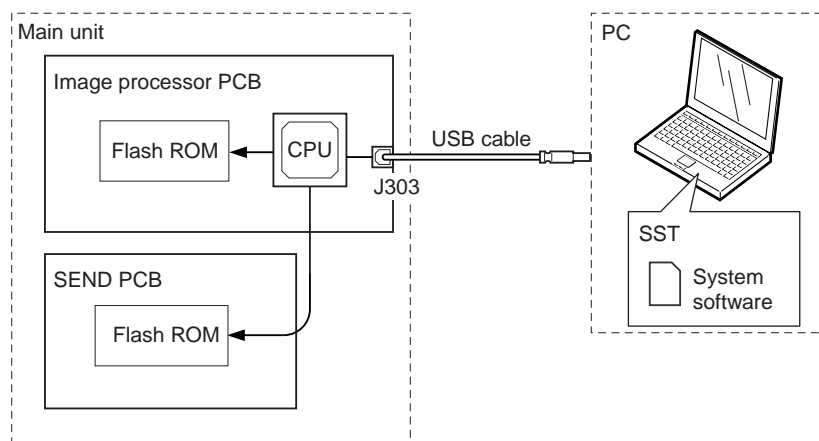 Main unit
Image processor PCB
Flash ROM
CPU
J303
USB cable
SEND PCB
Flash ROM
PC
SST
System
software